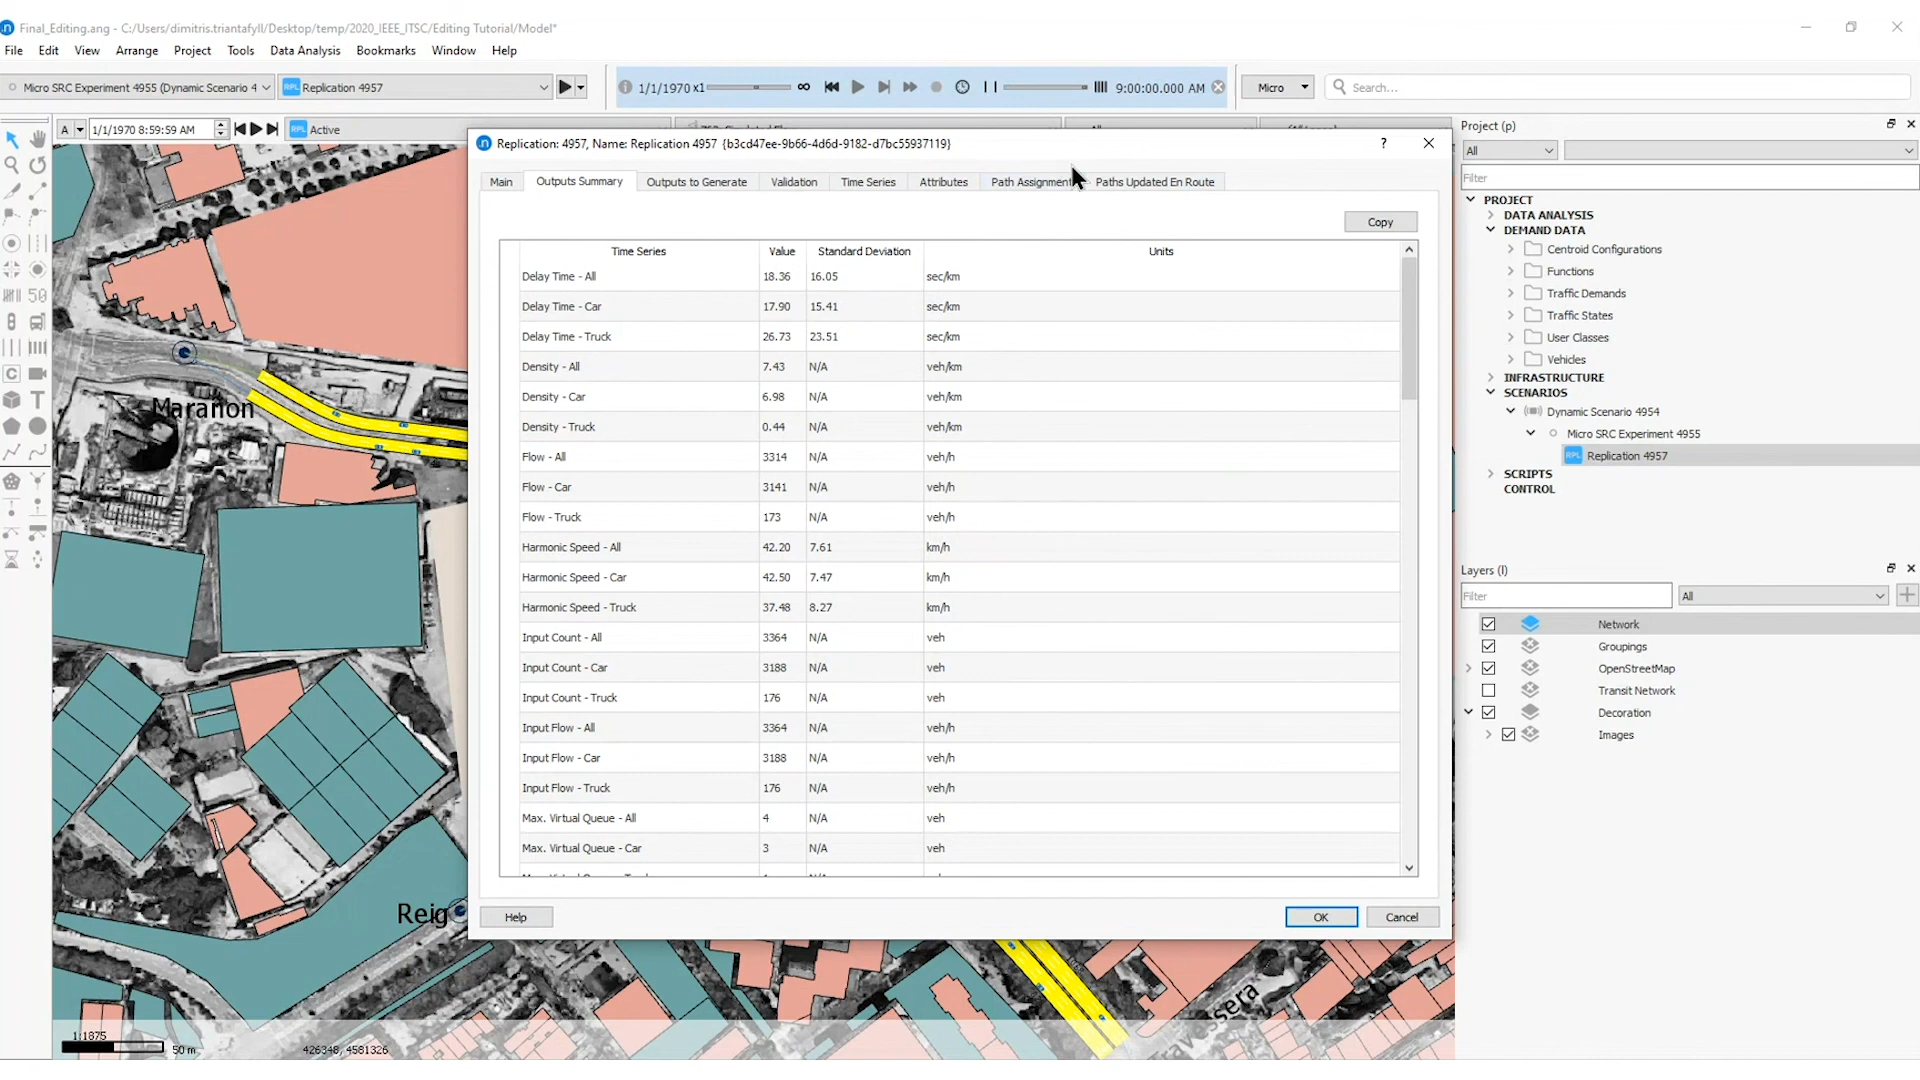 Final_Editing.ang - C:/Users/dimitris.triantafyll/Desktop/temp/2020_IEEE_ITSC/Editing Tutorial/Model*
File Edit View Arrange Project Tools Data Analysis Bookmarks Window Help
Micro SRC Experiment 4955 (Dynamic Scenario 4
RPL Replication 4957
1/1/1970 x1
9:00:00.000 AM
Micro
Search...
A
1/1/1970 8:59:59 AM
RPL Active
Replication: 4957, Name: Replication 4957 {b3cd47ee-9b66-4d6d-9182-d7bc55937119}
?
Main Outputs Summary Outputs to Generate Validation Time Series Attributes Path Assignment Paths Updated En Route
Copy
Time Series Value Standard Deviation Units
Delay Time - All 18.36 16.05 sec/km
Delay Time - Car 17.90 15.41 sec/km
Delay Time - Truck 26.73 23.51 sec/km
Density - All 7.43 N/A veh/km
Density - Car 6.98 N/A veh/km
Density - Truck 0.44 N/A veh/km
Flow - All 3314 N/A veh/h
Flow - Car 3141 N/A veh/h
Flow - Truck 173 N/A veh/h
Harmonic Speed - All 42.20 7.61 km/h
Harmonic Speed - Car 42.50 7.47 km/h
Harmonic Speed - Truck 37.48 8.27 km/h
Input Count - All 3364 N/A veh
Input Count - Car 3188 N/A veh
Input Count - Truck 176 N/A veh
Input Flow - All 3364 N/A veh/h
Input Flow - Car 3188 N/A veh/h
Input Flow - Truck 176 N/A veh/h
Max. Virtual Queue - All 4 N/A veh
Max. Virtual Queue - Car 3 N/A veh
Help
OK
Cancel
Project (p)
All
Filter
PROJECT
DATA ANALYSIS
DEMAND DATA
Centroid Configurations
Functions
Traffic Demands
Traffic States
User Classes
Vehicles
INFRASTRUCTURE
SCENARIOS
Dynamic Scenario 4954
Micro SRC Experiment 4955
RPL Replication 4957
SCRIPTS
CONTROL
Layers (l)
Filter
All
Network
Groupings
OpenStreetMap
Transit Network
Decoration
Images
50
C
T
Maranon
Reig
1:1875
50 m
426348, 4581326